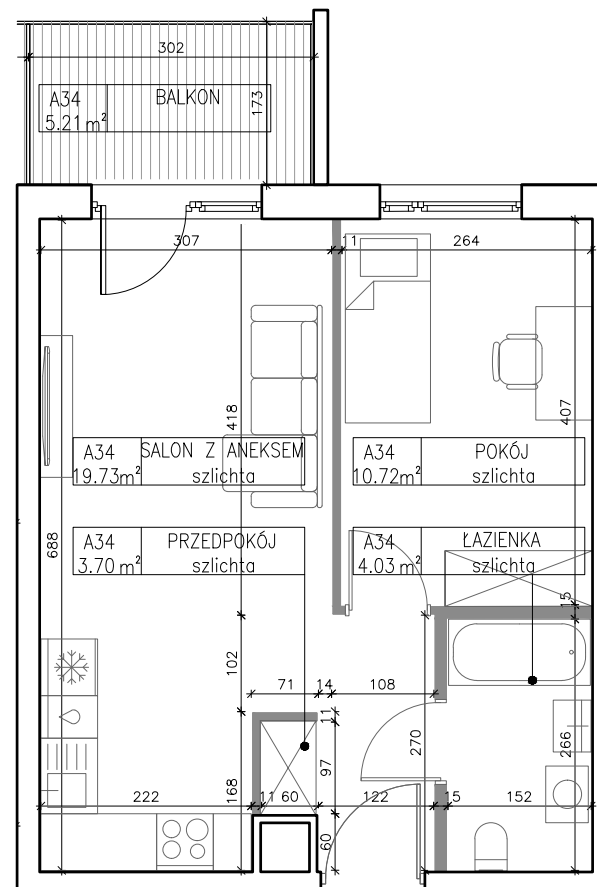 302
A34 BALKON
5.21 m²
173
307 11 264
418
407
A34 SALON Z ANEKSEM
19.73m² szlichta
A34 POKÓJ
10.72m² szlichta
A34 PRZEDPOKÓJ
3.70 m² szlichta
A34 ŁAZIENKA
4.03 m² szlichta
688
15
102
71 14 108
11
270
266
97
168
222 11 60 122 15 152
60